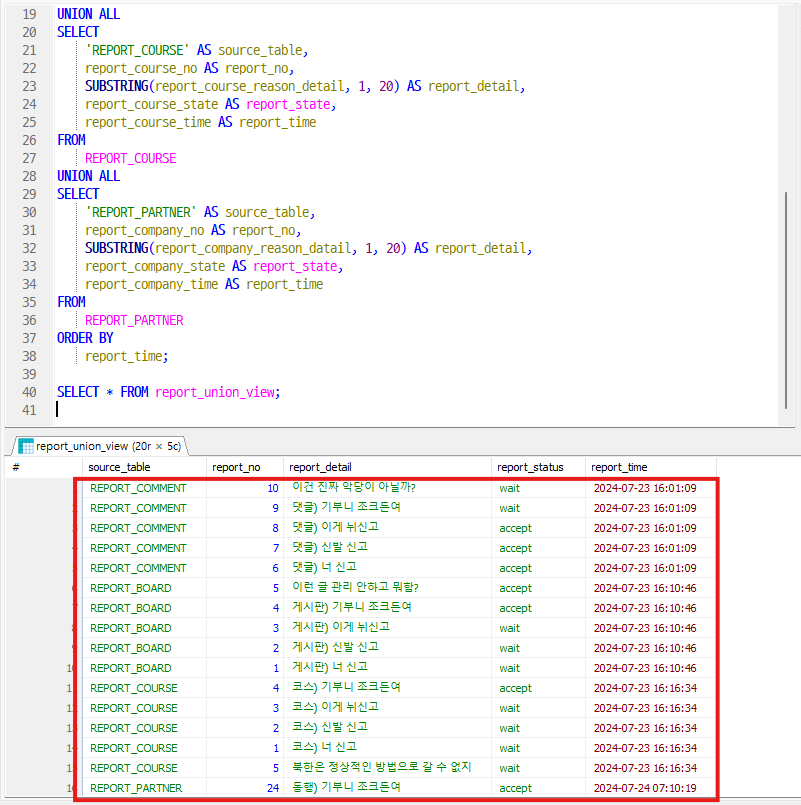 19 UNION ALL
20 SELECT
21 'REPORT_COURSE' AS source_table,
22 report_course_no AS report_no,
23 SUBSTRING(report_course_reason_detail, 1, 20) AS report_detail,
24 report_course_state AS report_state,
25 report_course_time AS report_time
26 FROM
27 REPORT_COURSE
28 UNION ALL
29 SELECT
30 'REPORT_PARTNER' AS source_table,
31 report_company_no AS report_no,
32 SUBSTRING(report_company_reason_datail, 1, 20) AS report_detail,
33 report_company_state AS report_state,
34 report_company_time AS report_time
35 FROM
36 REPORT_PARTNER
37 ORDER BY
38 report_time;
39
40 SELECT * FROM report_union_view;
41
report_union_view (20r × 5c)
# source_table report_no report_detail report_status report_time
REPORT_COMMENT 10 이건 진짜 악당이 아닐까? wait 2024-07-23 16:01:09
REPORT_COMMENT 9 댓글) 기부니 조크든여 wait 2024-07-23 16:01:09
REPORT_COMMENT 8 댓글) 이게 뉘신고 accept 2024-07-23 16:01:09
REPORT_COMMENT 7 댓글) 신발 신고 accept 2024-07-23 16:01:09
REPORT_COMMENT 6 댓글) 너 신고 accept 2024-07-23 16:01:09
REPORT_BOARD 5 이런 글 관리 안하고 뭐함? accept 2024-07-23 16:10:46
REPORT_BOARD 4 게시판) 기부니 조크든여 accept 2024-07-23 16:10:46
REPORT_BOARD 3 게시판) 이게 뉘신고 wait 2024-07-23 16:10:46
REPORT_BOARD 2 게시판) 신발 신고 wait 2024-07-23 16:10:46
REPORT_BOARD 1 게시판) 너 신고 wait 2024-07-23 16:10:46
REPORT_COURSE 4 코스) 기부니 조크든여 accept 2024-07-23 16:16:34
REPORT_COURSE 3 코스) 이게 뉘신고 wait 2024-07-23 16:16:34
REPORT_COURSE 2 코스) 신발 신고 wait 2024-07-23 16:16:34
REPORT_COURSE 1 코스) 너 신고 wait 2024-07-23 16:16:34
REPORT_COURSE 5 북한은 정상적인 방법으로 갈 수 없지 wait 2024-07-23 16:16:34
REPORT_PARTNER 24 동행) 기부니 조크든여 accept 2024-07-24 07:10:19